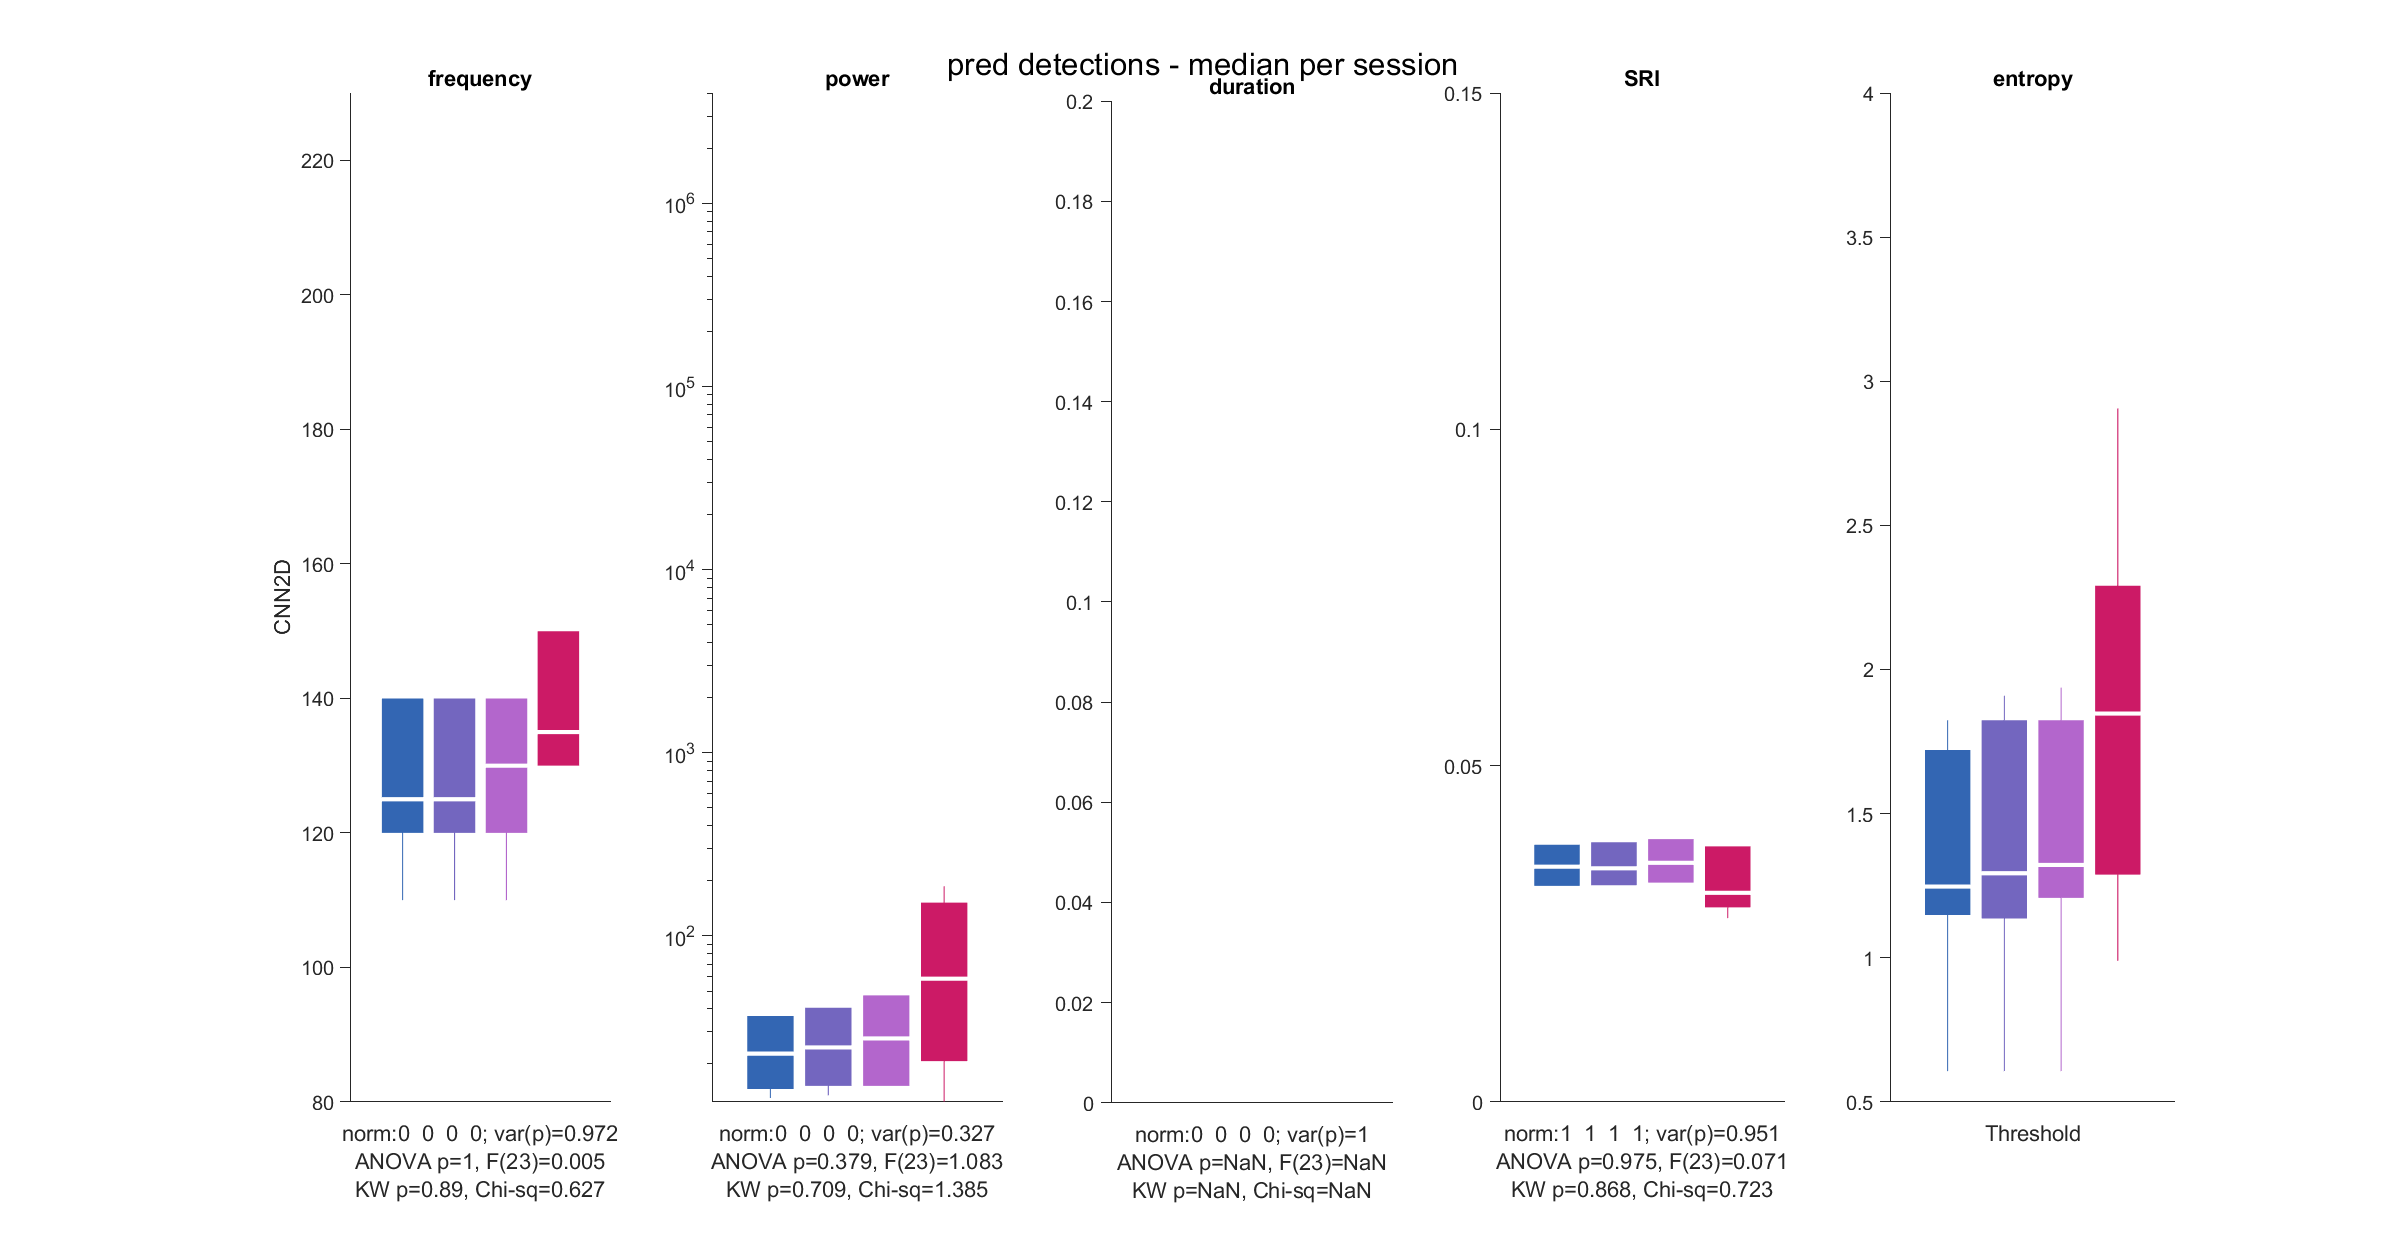 pred detections - median per session
frequency
220
200
180
160
140
120
100
80
CNN2D
norm:0 0 0 0; var(p)=0.972
ANOVA p=1, F(23)=0.005
KW p=0.89, Chi-sq=0.627
power
10^6
10^5
10^4
10^3
10^2
norm:0 0 0 0; var(p)=0.327
ANOVA p=0.379, F(23)=1.083
KW p=0.709, Chi-sq=1.385
duration
0.2
0.18
0.16
0.14
0.12
0.1
0.08
0.06
0.04
0.02
0
norm:0 0 0 0; var(p)=1
ANOVA p=NaN, F(23)=NaN
KW p=NaN, Chi-sq=NaN
SRI
0.15
0.1
0.05
0
norm:1 1 1 1; var(p)=0.951
ANOVA p=0.975, F(23)=0.071
KW p=0.868, Chi-sq=0.723
entropy
4
3.5
3
2.5
2
1.5
1
0.5
Threshold